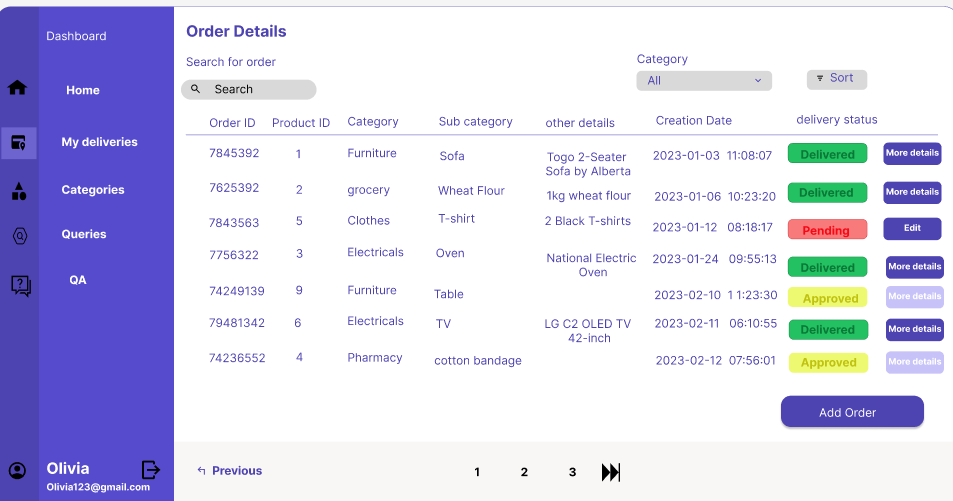 Dashboard
Home
My deliveries
Categories
Queries
QA
Olivia
Olivia123@gmail.com
Order Details
Search for order
Search
Category
All
Sort
Order ID Product ID Category Sub category other details Creation Date delivery status
7845392 1 Furniture Sofa Togo 2-Seater 2023-01-03 11:08:07 Delivered More details
Sofa by Alberta
7625392 2 grocery Wheat Flour 1kg wheat flour 2023-01-06 10:23:20 Delivered More details
7843563 5 Clothes T-shirt 2 Black T-shirts 2023-01-12 08:18:17 Pending Edit
7756322 3 Electricals Oven National Electric 2023-01-24 09:55:13 Delivered More details
Oven
74249139 9 Furniture Table 2023-02-10 1 1:23:30 Approved More details
79481342 6 Electricals TV LG C2 OLED TV 2023-02-11 06:10:55 Delivered More details
42-inch
74236552 4 Pharmacy cotton bandage 2023-02-12 07:56:01 Approved More details
Add Order
Previous 1 2 3